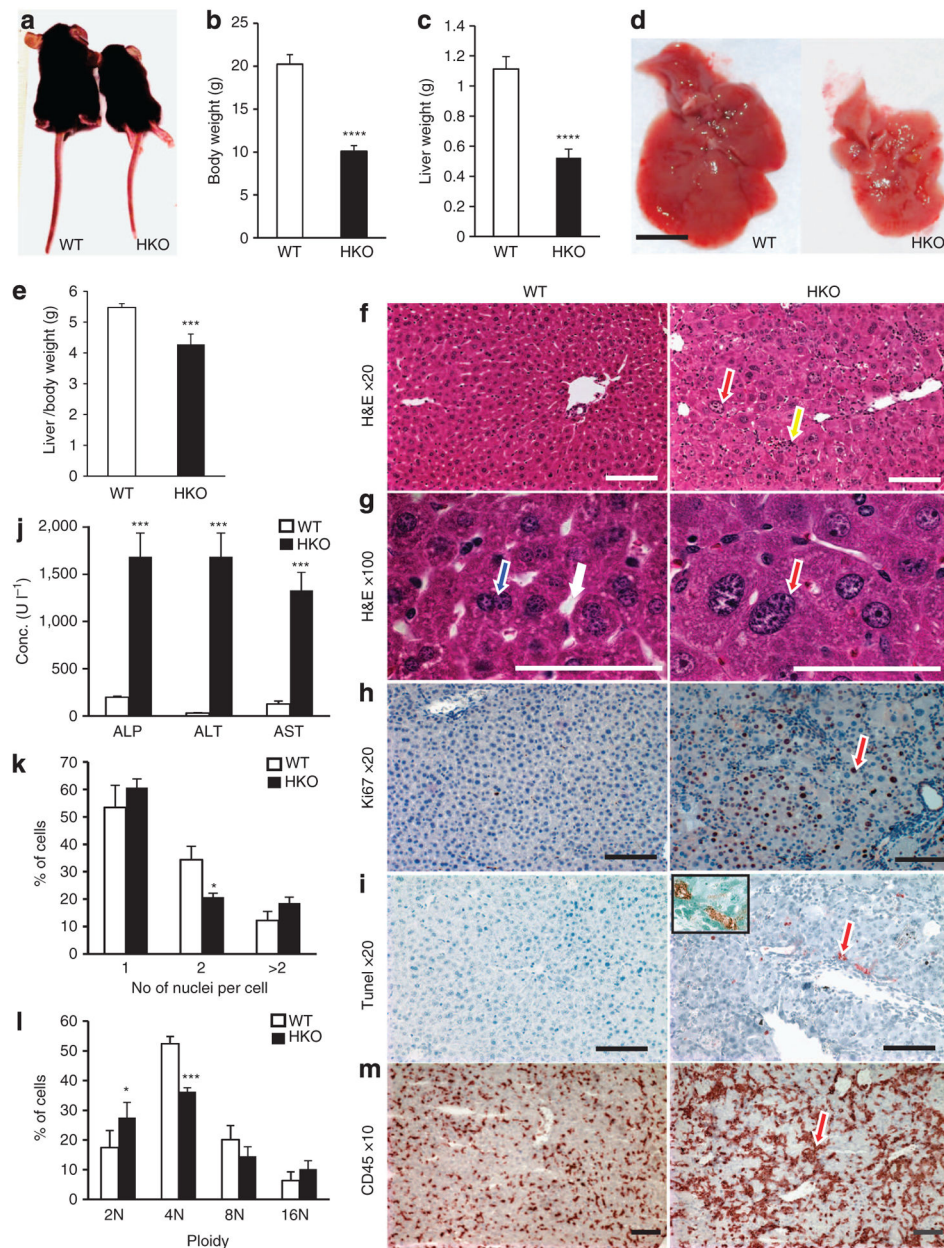 a
WT
HKO
b
Body weight (g)
25
20
15
10
5
0
****
WT
HKO
c
Liver weight (g)
1.4
1.2
1
0.8
0.6
0.4
0.2
0
****
WT
HKO
d
WT
HKO
e
Liver /body weight (g)
6
5
4
3
2
1
0
***
WT
HKO
WT
HKO
f
H&E ×20
g
H&E ×100
h
Ki67 ×20
i
Tunel ×20
m
CD45 ×10
j
Conc. (U l⁻¹)
2,000
1,500
1,000
500
0
***
***
***
WT
HKO
ALP
ALT
AST
k
% of cells
70
60
50
40
30
20
10
0
*
WT
HKO
1
2
>2
No of nuclei per cell
l
% of cells
60
50
40
30
20
10
0
*
***
WT
HKO
2N
4N
8N
16N
Ploidy